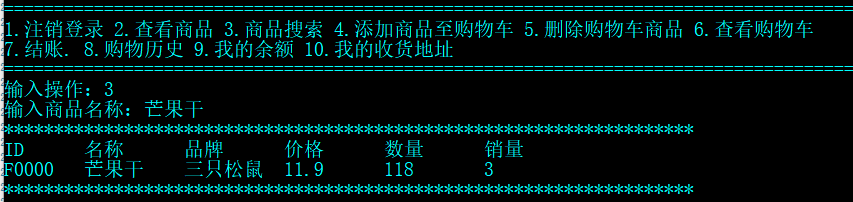 ================================================================================
1.注销登录 2.查看商品 3.商品搜索 4.添加商品至购物车 5.删除购物车商品 6.查看购物车
7.结账. 8.购物历史 9.我的余额 10.我的收货地址
================================================================================
输入操作: 3
输入商品名称: 芒果干
*********************************************************************
ID 名称 品牌 价格 数量 销量
F0000 芒果干 三只松鼠 11.9 118 3
*********************************************************************